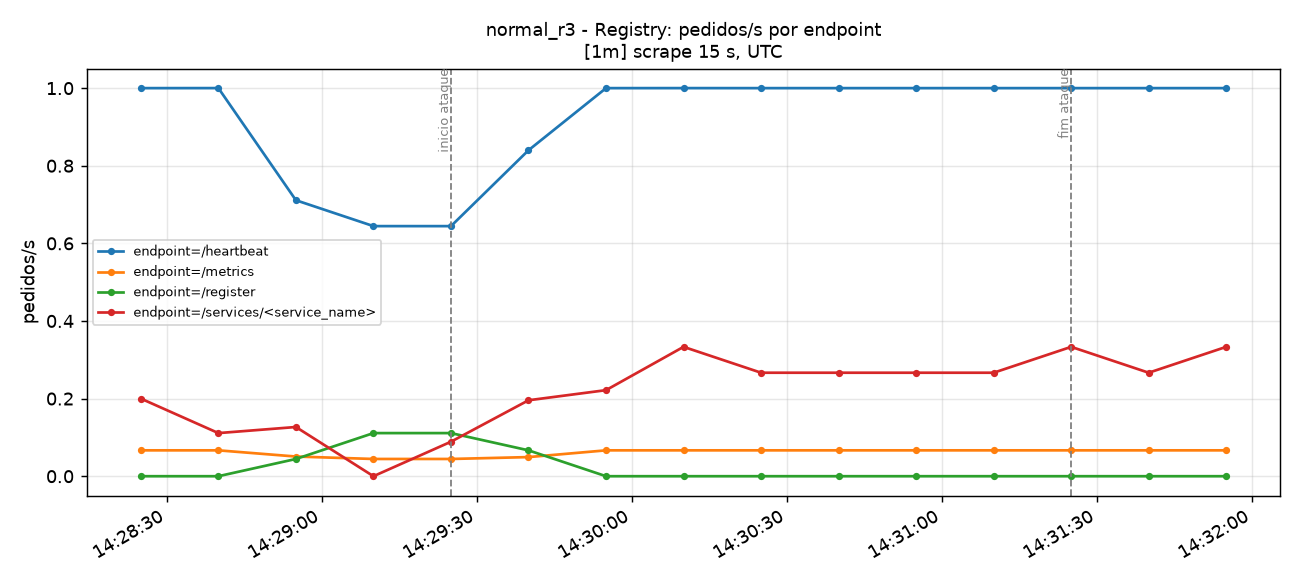 normal_r3 - Registry: pedidos/s por endpoint
[1m] scrape 15 s, UTC
pedidos/s
1.0
0.8
0.6
0.4
0.2
0.0
inicio ataque
fim ataque
endpoint=/heartbeat
endpoint=/metrics
endpoint=/register
endpoint=/services/<service_name>
14:28:30
14:29:00
14:29:30
14:30:00
14:30:30
14:31:00
14:31:30
14:32:00